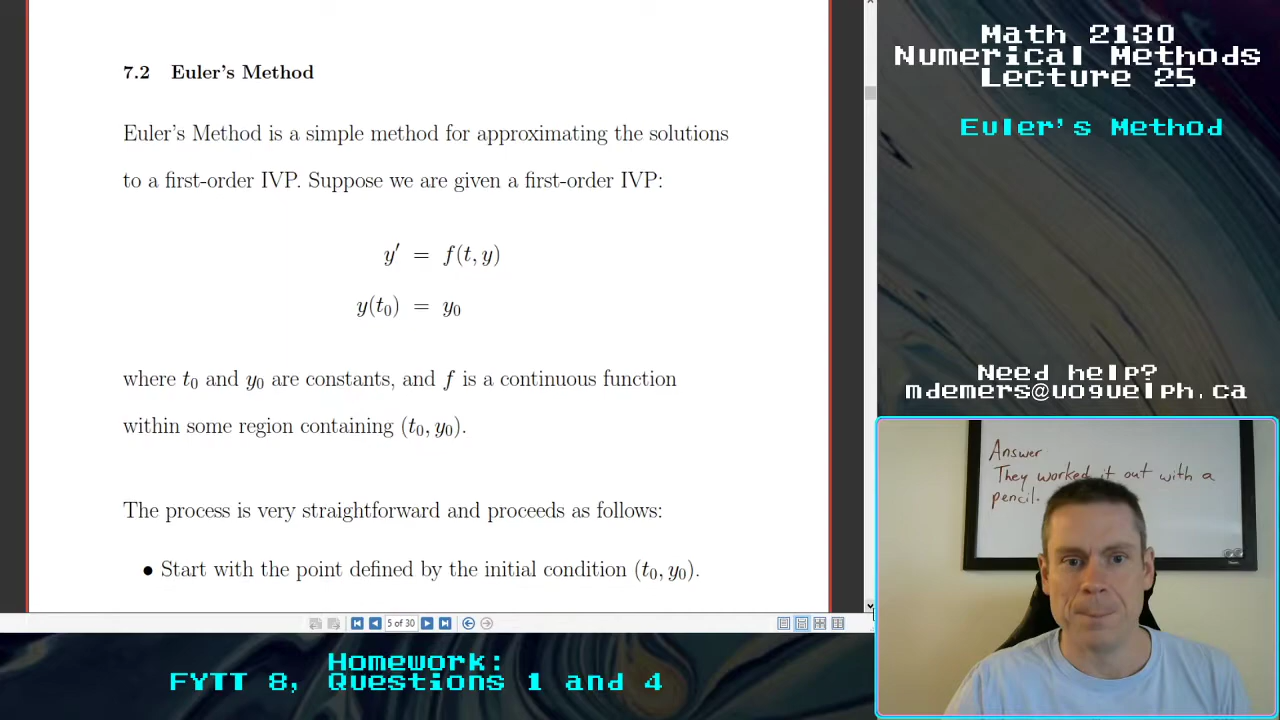 7.2 Euler's Method
Euler's Method is a simple method for approximating the solutions
to a first-order IVP. Suppose we are given a first-order IVP:
y′ = f(t, y)
y(t₀) = y₀
where t₀ and y₀ are constants, and f is a continuous function
within some region containing (t₀, y₀).
The process is very straightforward and proceeds as follows:
• Start with the point defined by the initial condition (t₀, y₀).
5 of 30
Math 2130
Numerical Methods
Lecture 25
Euler's Method
Need help?
mdemers@uoguelph.ca
Answer
They worked it out with a
pencil.
Homework:
FYTT 8, Questions 1 and 4